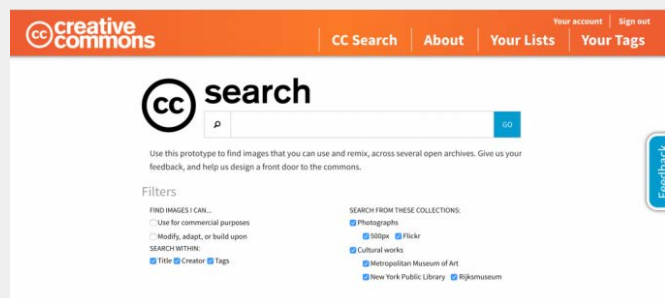 Your account Sign out
cc creative commons
CC Search About Your Lists Your Tags
cc search
GO
Use this prototype to find images that you can use and remix, across several open archives. Give us your
feedback, and help us design a front door to the commons.
Feedback
Filters
FIND IMAGES I CAN...
Use for commercial purposes
Modify, adapt, or build upon
SEARCH WITHIN:
Title Creator Tags
SEARCH FROM THESE COLLECTIONS:
Photographs
500px Flickr
Cultural works
Metropolitan Museum of Art
New York Public Library Rijksmuseum